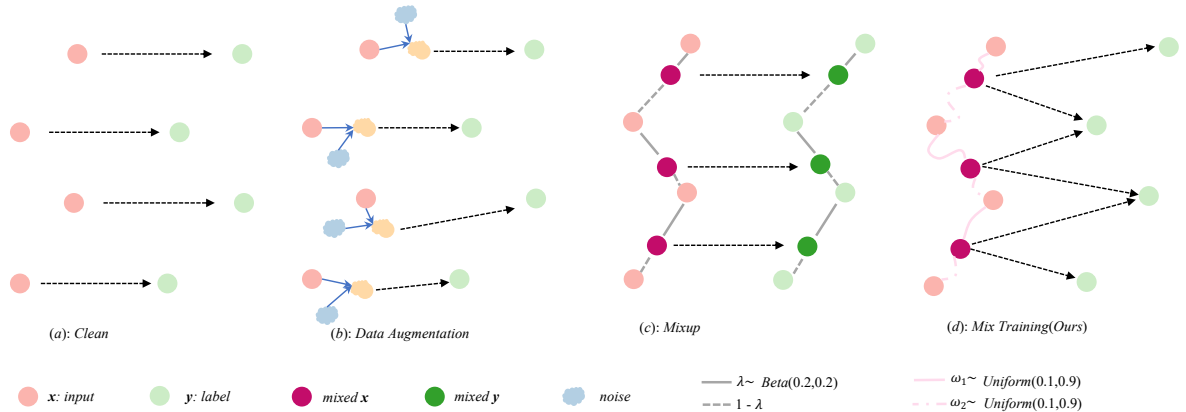 (a): Clean
(b): Data Augmentation
(c): Mixup
(d): Mix Training(Ours)
x: input
y: label
mixed x
mixed y
noise
λ~ Beta(0.2,0.2)
1 - λ
ω1~ Uniform(0.1,0.9)
ω2~ Uniform(0.1,0.9)